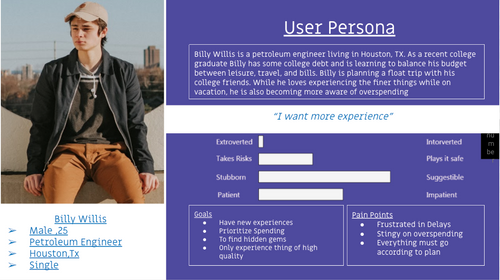 User Persona
Billy Willis is a petroleum engineer living in Houston, TX. As a recent college
graduate Billy has some college debt and is learning to balance his budget
between leisure, travel, and bills. Billy is planning a float trip with his
college friends. While he loves experiencing the finer things while on
vacation, he is also becoming more aware of overspending
“I want more experience”
nu
m
be
Extroverted Intorverted
Takes Risks Plays it safe
Stubborn Suggestible
Patient Impatient
Billy Willis
➢ Male ,25
➢ Petroleum Engineer
➢ Houston,Tx
➢ Single
Goals
● Have new experiences
● Prioritize Spending
● To find hidden gems
● Only experience thing of high
quality
Pain Points
● Frustrated in Delays
● Stingy on overspending
● Everything must go
according to plan